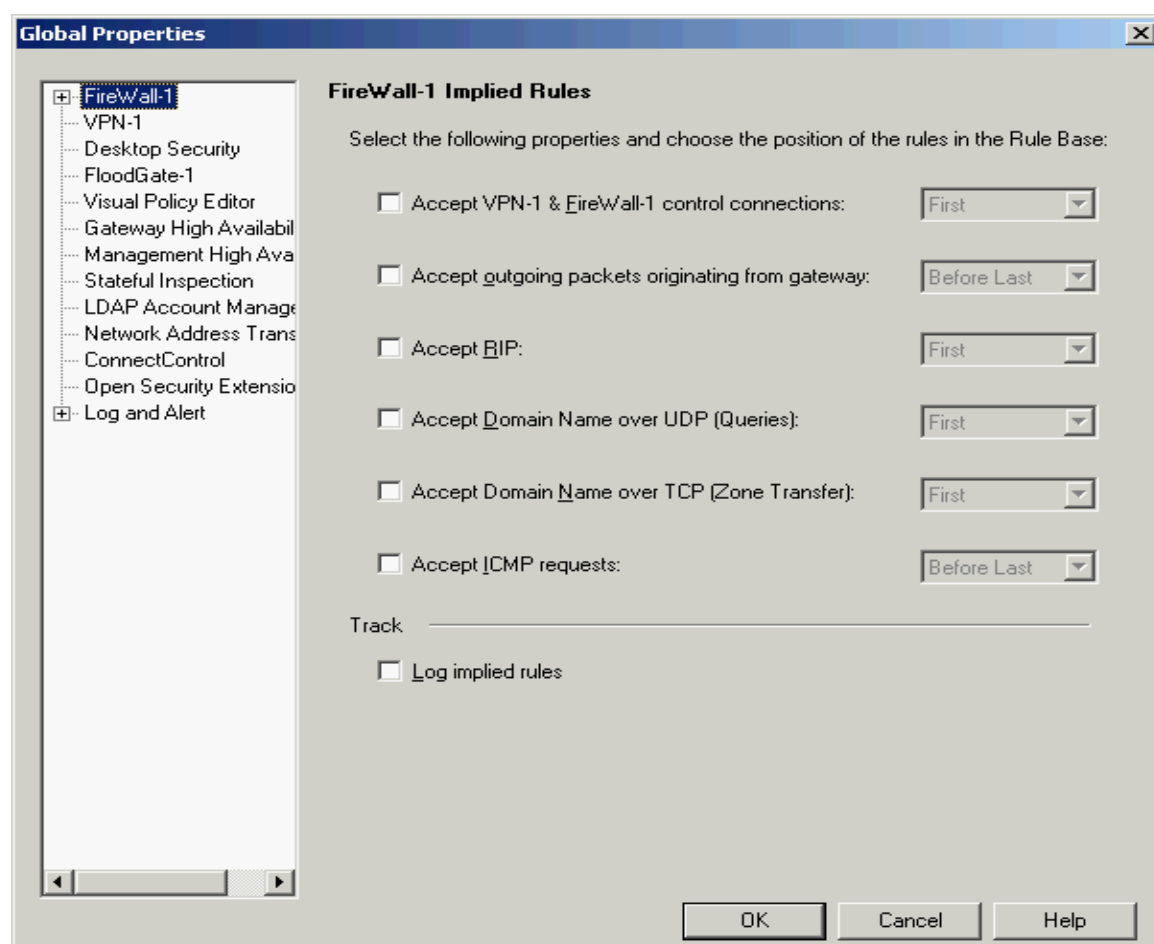 Global Properties
FireWall-1
VPN-1
Desktop Security
FloodGate-1
Visual Policy Editor
Gateway High Availabil
Management High Ava
Stateful Inspection
LDAP Account Manage
Network Address Trans
ConnectControl
Open Security Extensio
Log and Alert
FireWall-1 Implied Rules
Select the following properties and choose the position of the rules in the Rule Base:
Accept VPN-1 & FireWall-1 control connections: First
Accept outgoing packets originating from gateway: Before Last
Accept RIP: First
Accept Domain Name over UDP (Queries): First
Accept Domain Name over TCP (Zone Transfer): First
Accept ICMP requests: Before Last
Track
Log implied rules
OK Cancel Help